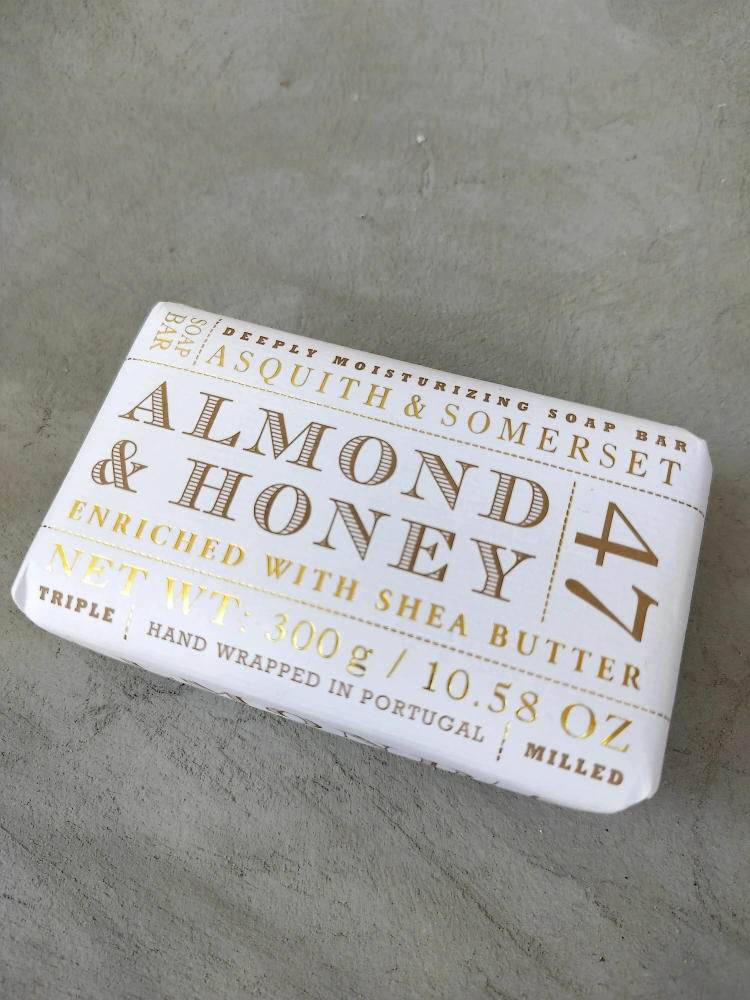 SOAP
BAR
DEEPLY MOISTURIZING SOAP BAR
ASQUITH & SOMERSET
ALMOND
& HONEY
47
ENRICHED WITH SHEA BUTTER
NET WT: 300g / 10.58 OZ
TRIPLE
HAND WRAPPED IN PORTUGAL
MILLED